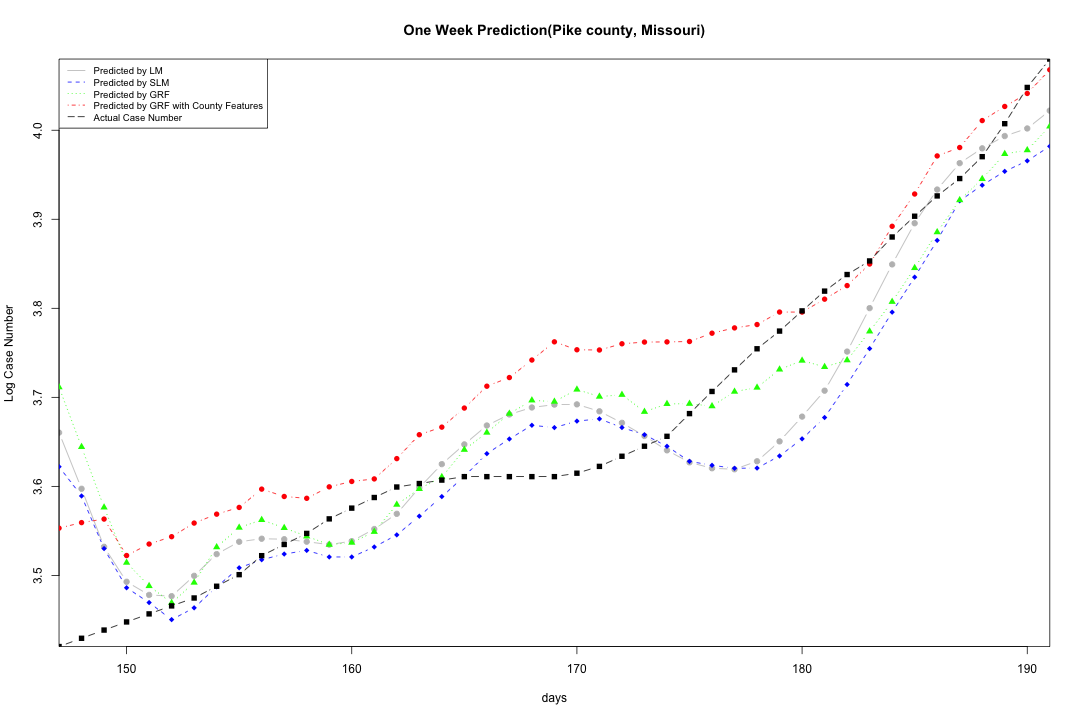 One Week Prediction(Pike county, Missouri)
Predicted by LM
Predicted by SLM
Predicted by GRF
Predicted by GRF with County Features
Actual Case Number
Log Case Number
4.0
3.9
3.8
3.7
3.6
3.5
150 160 170 180 190
days